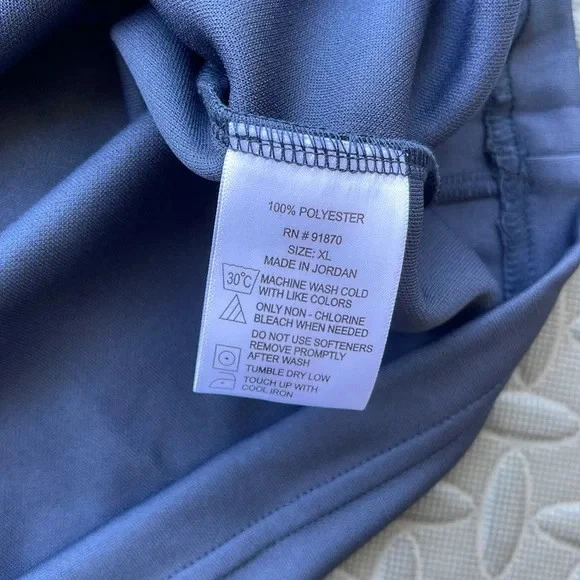 100% POLYESTER
RN # 91870
SIZE: XL
MADE IN JORDAN
30°C MACHINE WASH COLD
WITH LIKE COLORS
ONLY NON - CHLORINE
BLEACH WHEN NEEDED
DO NOT USE SOFTENERS
REMOVE PROMPTLY
AFTER WASH
TUMBLE DRY LOW
TOUCH UP WITH
COOL IRON